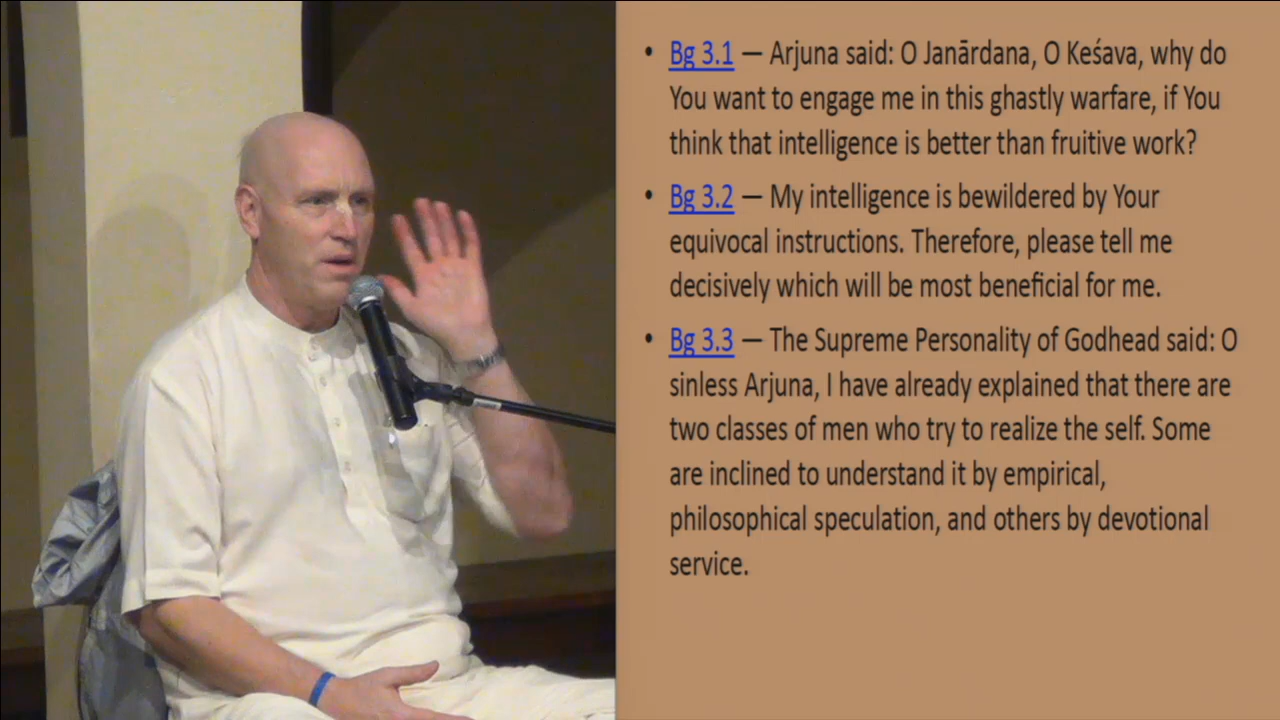 • Bg 3.1 — Arjuna said: O Janārdana, O Keśava, why do
You want to engage me in this ghastly warfare, if You
think that intelligence is better than fruitive work?
• Bg 3.2 — My intelligence is bewildered by Your
equivocal instructions. Therefore, please tell me
decisively which will be most beneficial for me.
• Bg 3.3 — The Supreme Personality of Godhead said: O
sinless Arjuna, I have already explained that there are
two classes of men who try to realize the self. Some
are inclined to understand it by empirical,
philosophical speculation, and others by devotional
service.